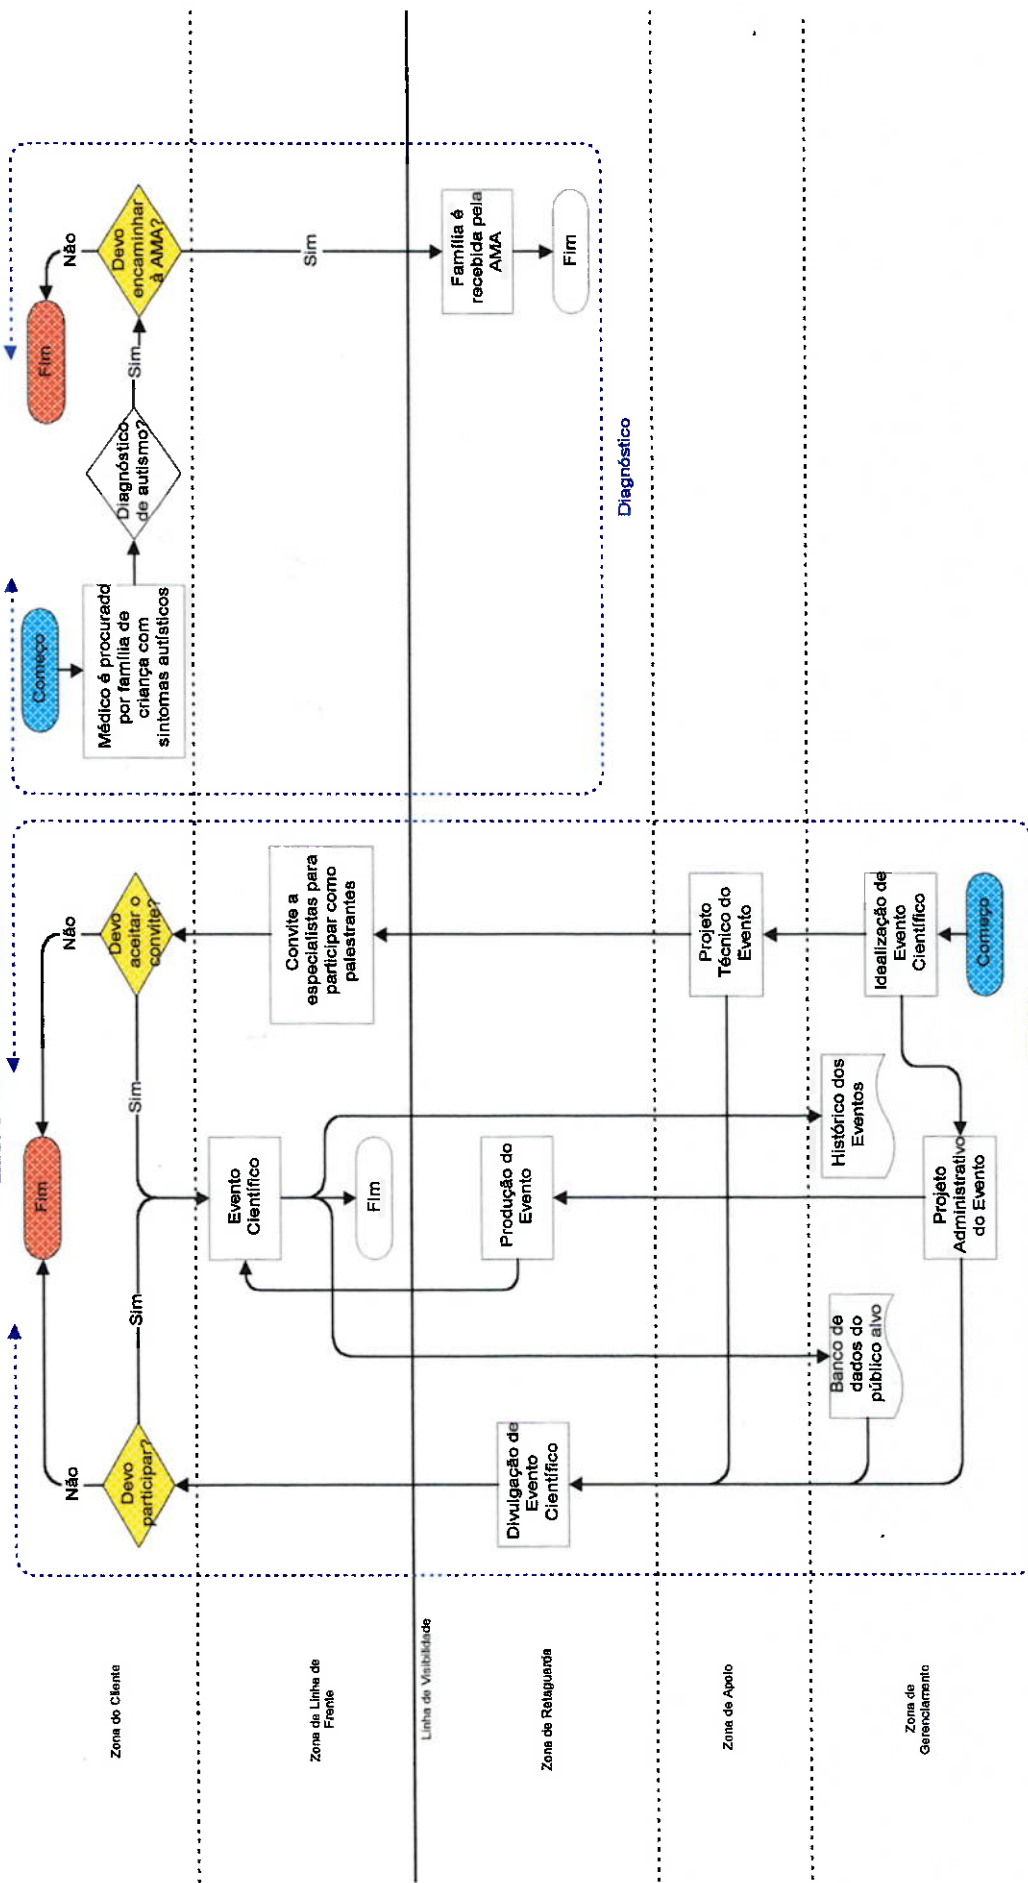 Zona do Cliente
Não
Devo
participar?
Sim
Fim
Sim
Não
Devo
aceitar o
convite?
Começo
Médico é procurado
por família de
criança com
sintomas autísticos
Diagnóstico
de autismo?
Sim
Fim
Não
Devo
encaminhar
à AMA?
Zona de Linha de
Frente
Evento
Científico
Fim
Convite a
especialistas para
participar como
palestrantes
Sim
Linha de Visibilidade
Zona de Retaguarda
Divulgação de
Evento
Científico
Produção do
Evento
Família é
recebida pela
AMA
Fim
Diagnóstico
Zona de Apoio
Projeto
Técnico do
Evento
Zona de
Gerenciamento
Banco de
dados do
público alvo
Histórico dos
Eventos
Projeto
Administrativo
do Evento
Idealização de
Evento
Científico
Começo